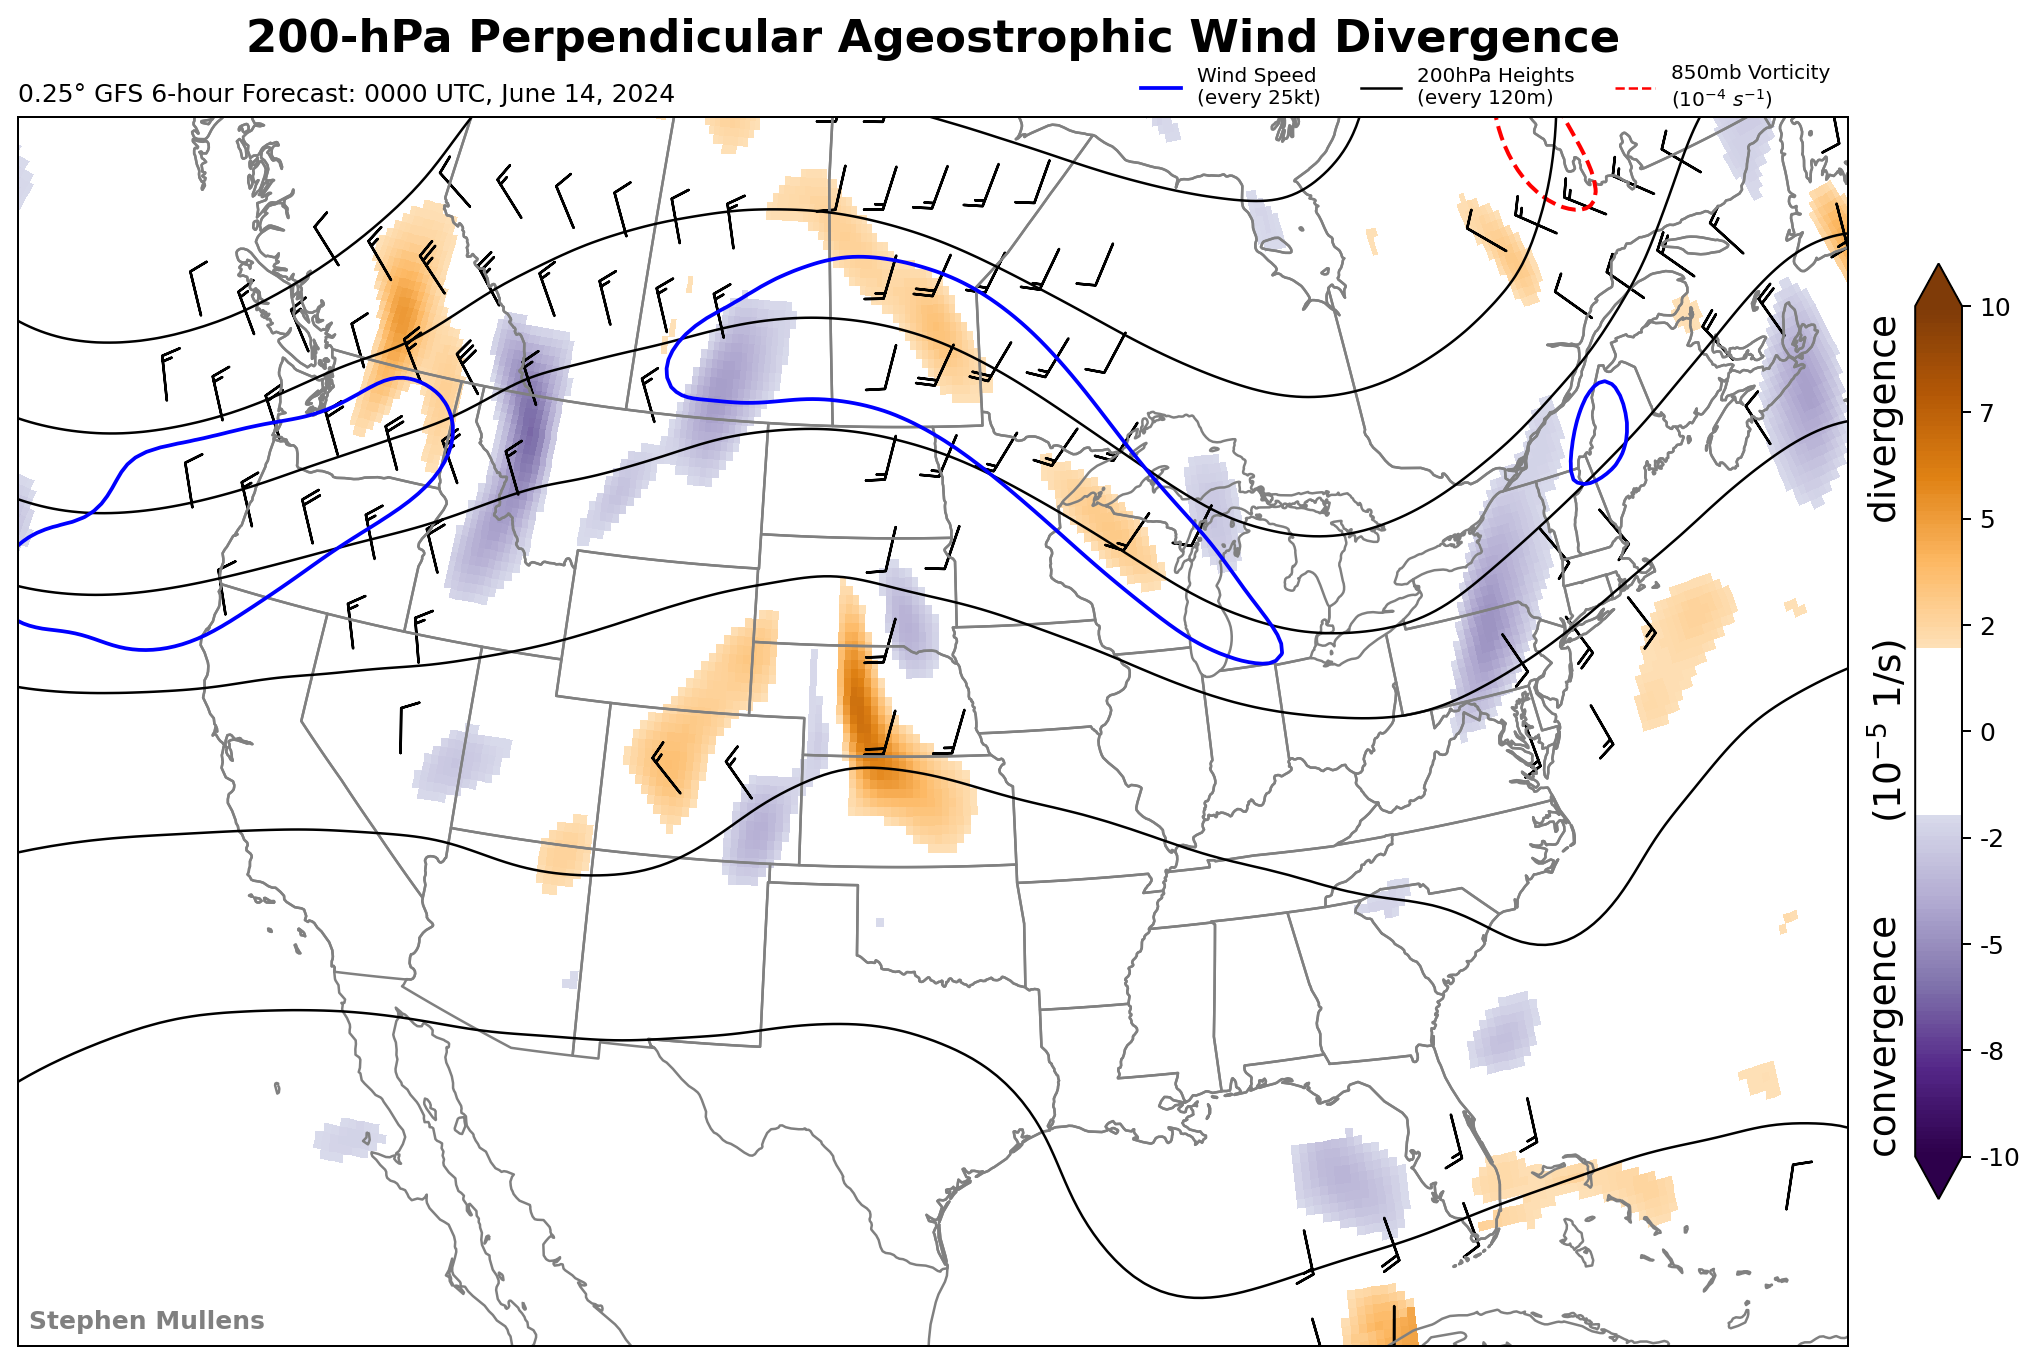 200-hPa Perpendicular Ageostrophic Wind Divergence
0.25° GFS 6-hour Forecast: 0000 UTC, June 14, 2024
Wind Speed
(every 25kt)
200hPa Heights
(every 120m)
850mb Vorticity
(10⁻⁴ s⁻¹)
divergence
(10⁻⁵ 1/s)
convergence
10
7
5
2
0
-2
-5
-8
-10
Stephen Mullens